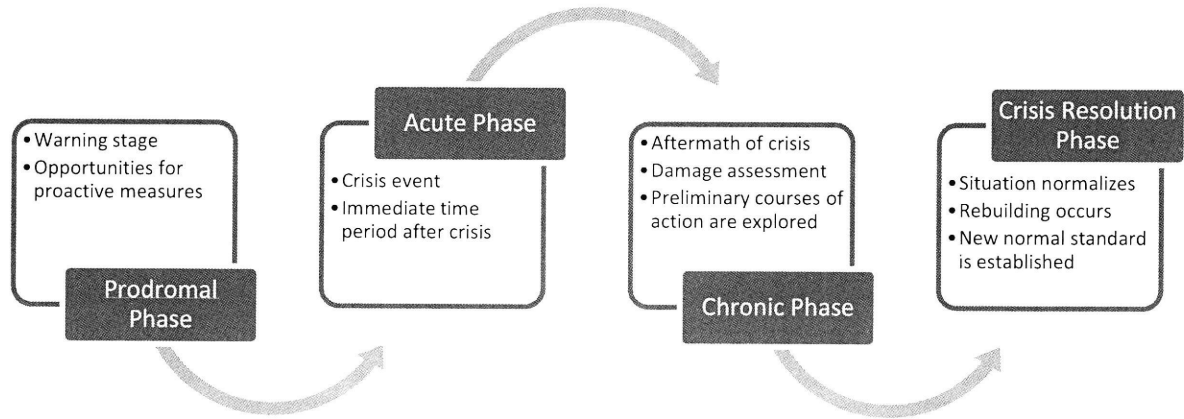 • Warning stage
• Opportunities for
proactive measures
Prodromal
Phase
Acute Phase
• Crisis event
• Immediate time
period after crisis
• Aftermath of crisis
• Damage assessment
• Preliminary courses of
action are explored
Chronic Phase
Crisis Resolution
Phase
• Situation normalizes
• Rebuilding occurs
• New normal standard
is established